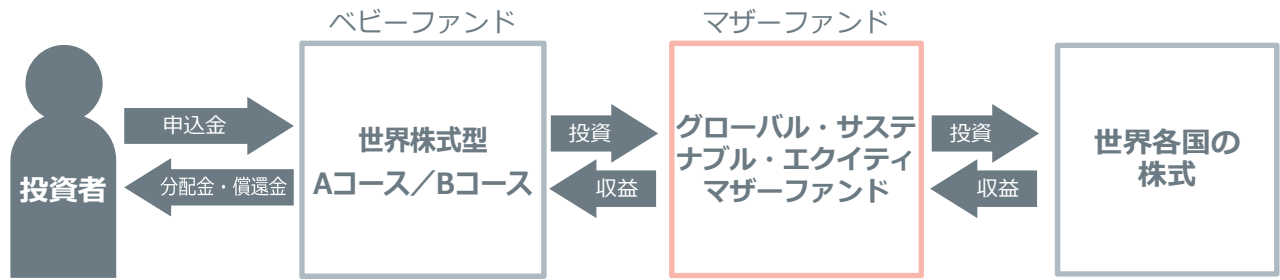 ベビーファンド
マザーファンド
投資者
申込金
分配金・償還金
世界株式型
Aコース／Bコース
投資
収益
グローバル・サステ
ナブル・エクイティ
マザーファンド
投資
収益
世界各国の
株式